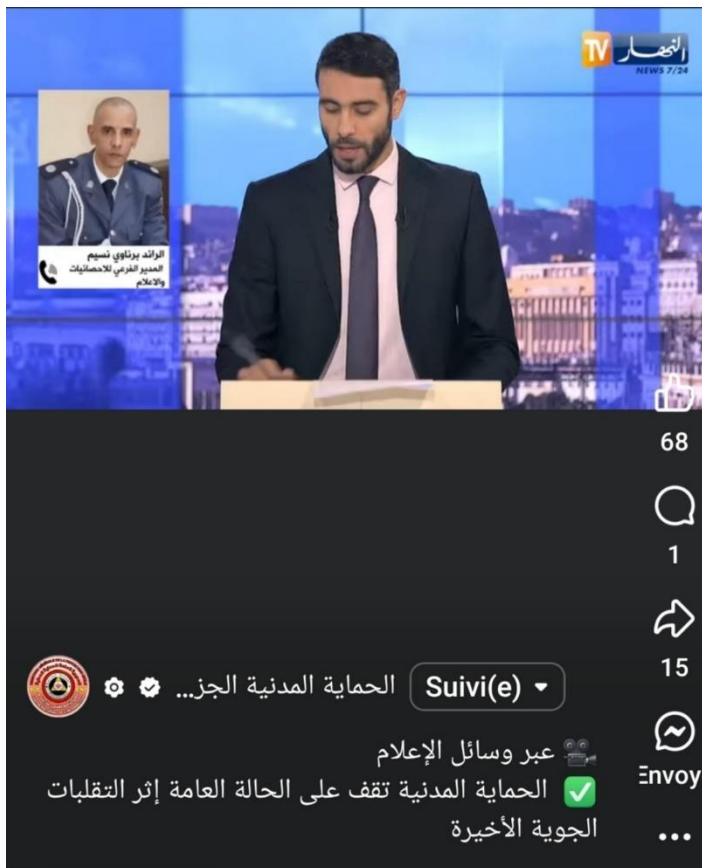 النهار TV
NEWS 7/24
الرائد برناوي نسيم
المدير الفرعي للاحصائيات
والاعلام
68
1
15
Envoy
الحماية المدنية الجز...
Suivi(e)
🎥 عبر وسائل الإعلام
✅ الحماية المدنية تقف على الحالة العامة إثر التقلبات
الجوية الأخيرة